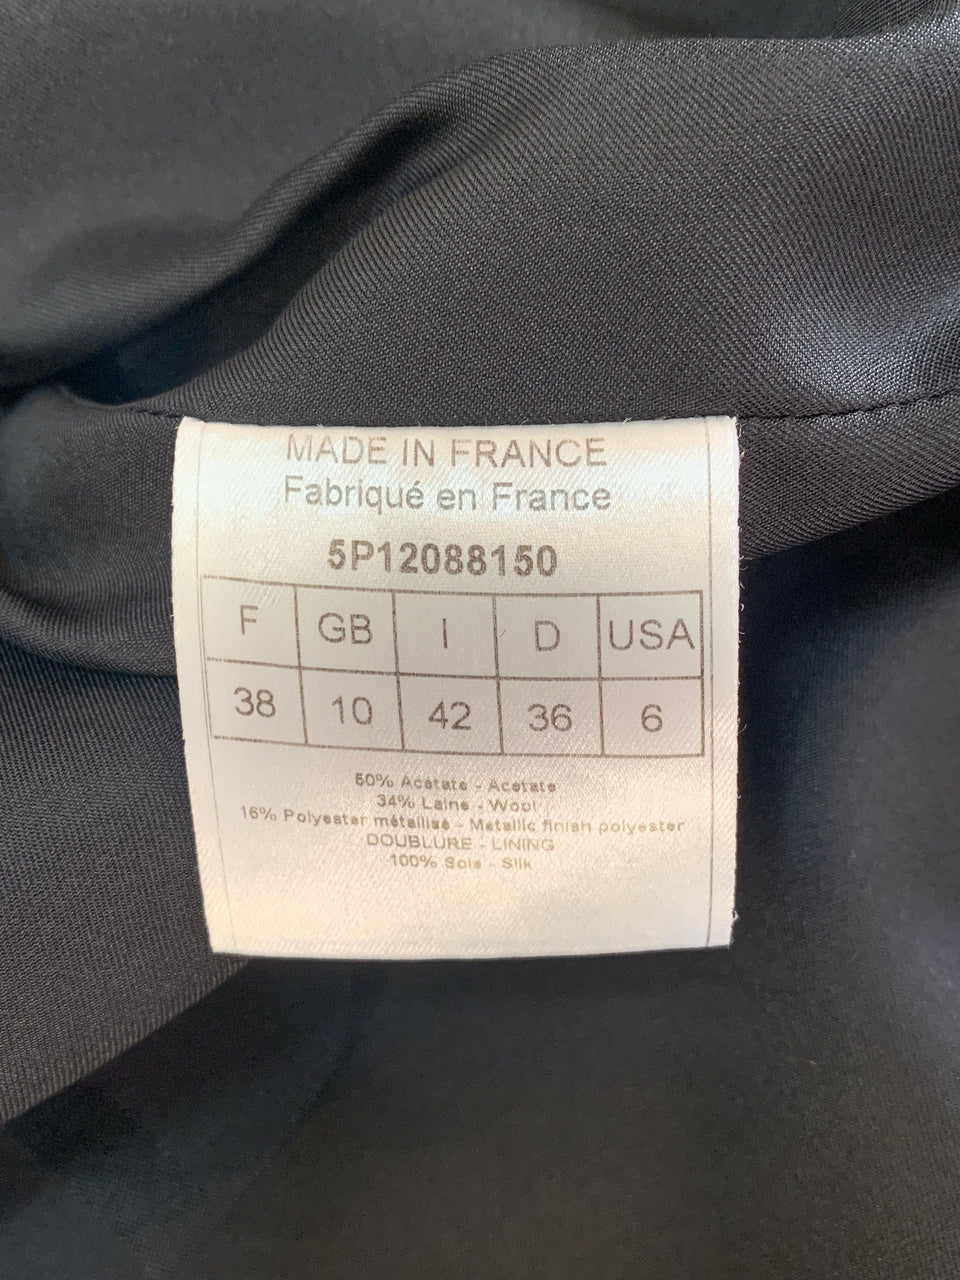 MADE IN FRANCE
Fabriqué en France
5P12088150
F GB I D USA
38 10 42 36 6
50% Acétate - Acetate
34% Laine - Wool
16% Polyester métallisé - Metallic finish polyester
DOUBLURE - LINING
100% Soie - Silk